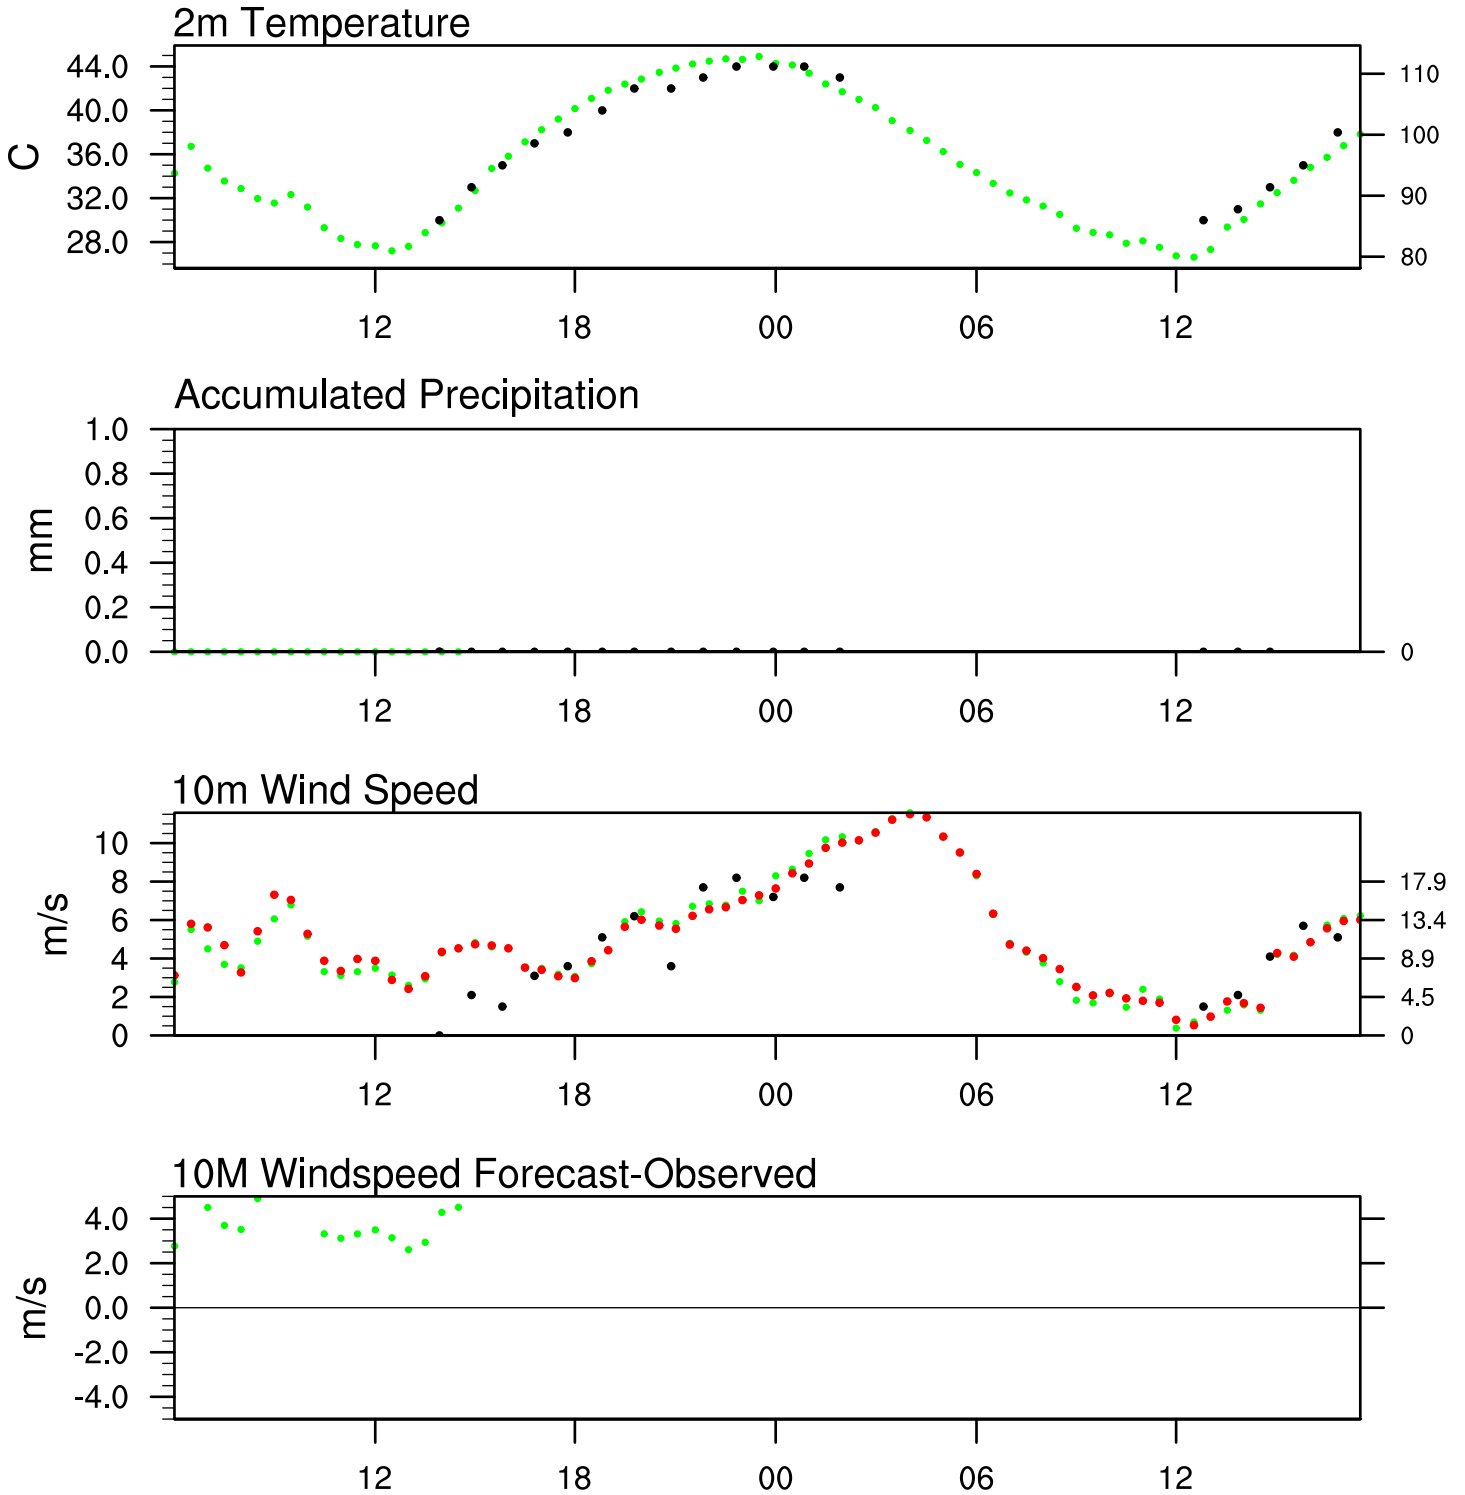 2m Temperature
44.0
40.0
36.0
32.0
28.0
C
110
100
90
80
12 18 00 06 12
Accumulated Precipitation
1.0
0.8
0.6
0.4
0.2
0.0
mm
0
12 18 00 06 12
10m Wind Speed
10
8
6
4
2
0
m/s
17.9
13.4
8.9
4.5
0
12 18 00 06 12
10M Windspeed Forecast-Observed
4.0
2.0
0.0
-2.0
-4.0
m/s
12 18 00 06 12